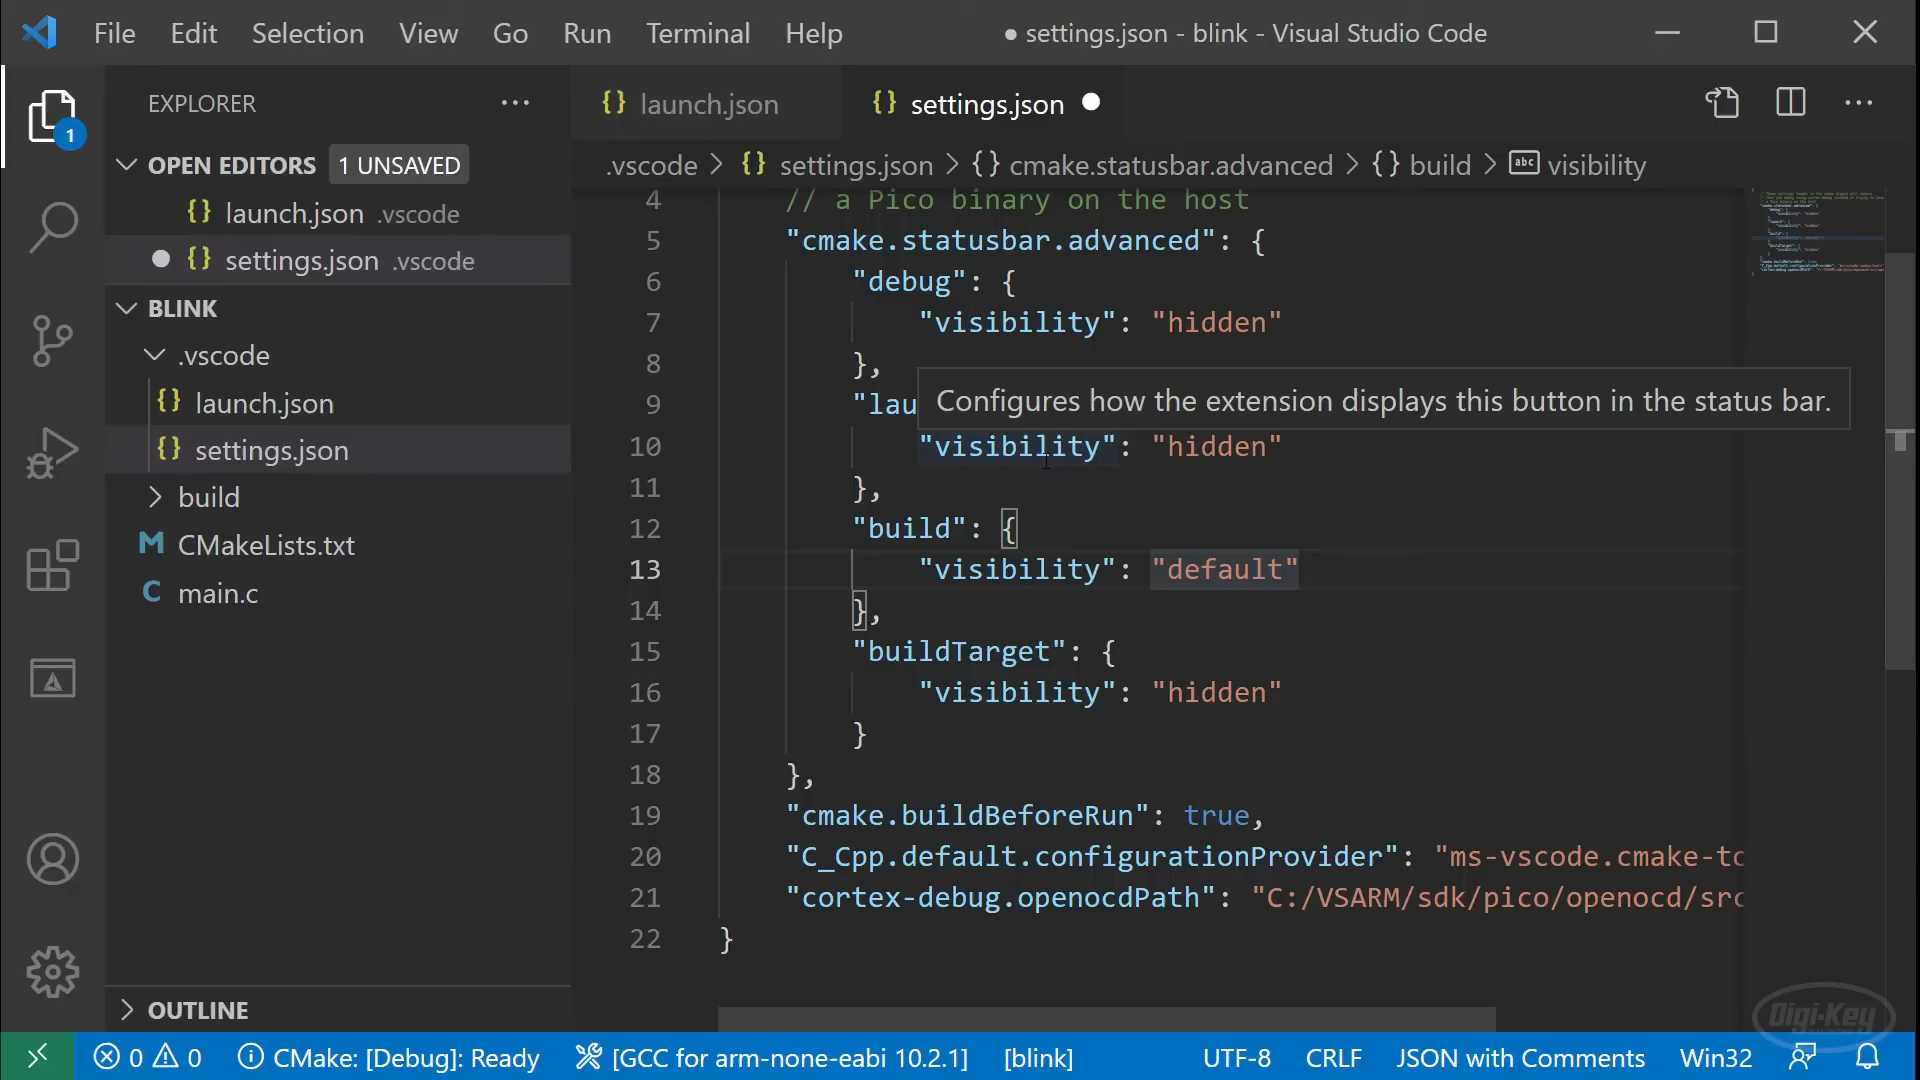 File Edit Selection View Go Run Terminal Help ● settings.json - blink - Visual Studio Code
EXPLORER ...
{} launch.json {} settings.json ●
OPEN EDITORS 1 UNSAVED
{} launch.json .vscode
● {} settings.json .vscode
BLINK
.vscode
{} launch.json
{} settings.json
build
M CMakeLists.txt
C main.c
OUTLINE
1
.vscode > {} settings.json > {} cmake.statusbar.advanced > {} build > abc visibility
4 // a Pico binary on the host
5 "cmake.statusbar.advanced": {
6 "debug": {
7 "visibility": "hidden"
8 },
9 "lau
Configures how the extension displays this button in the status bar.
10 "visibility": "hidden"
11 },
12 "build": {
13 "visibility": "default"
14 },
15 "buildTarget": {
16 "visibility": "hidden"
17 }
18 },
19 "cmake.buildBeforeRun": true,
20 "C_Cpp.default.configurationProvider": "ms-vscode.cmake-to
21 "cortex-debug.openocdPath": "C:/VSARM/sdk/pico/openocd/src
22 }
Digi-Key
0 0 CMake: [Debug]: Ready [GCC for arm-none-eabi 10.2.1] [blink] UTF-8 CRLF JSON with Comments Win32